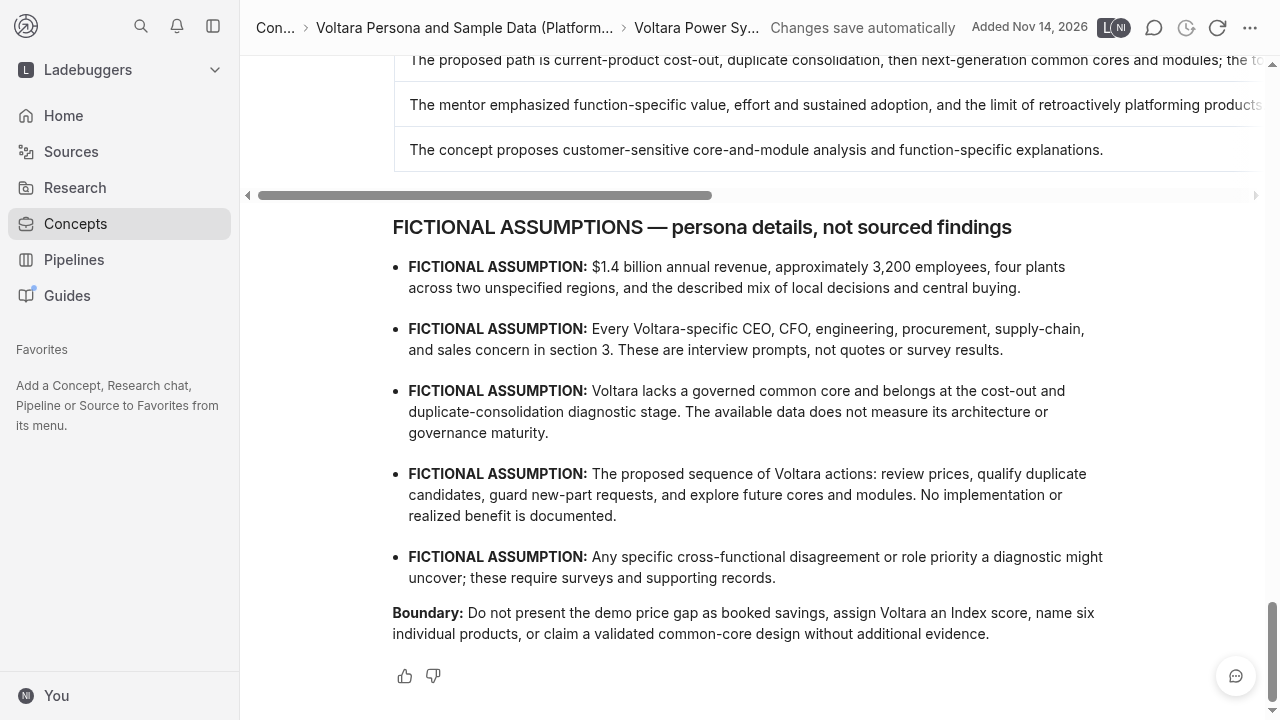 Con... > Voltara Persona and Sample Data (Platform... > Voltara Power Sy... Changes save automatically Added Nov 14, 2026 L NI
L Ladebuggers
Home
Sources
Research
Concepts
Pipelines
Guides
Favorites
Add a Concept, Research chat,
Pipeline or Source to Favorites from
its menu.
NI You
The proposed path is current-product cost-out, duplicate consolidation, then next-generation common cores and modules; the
The mentor emphasized function-specific value, effort and sustained adoption, and the limit of retroactively platforming products
The concept proposes customer-sensitive core-and-module analysis and function-specific explanations.
FICTIONAL ASSUMPTIONS — persona details, not sourced findings
• FICTIONAL ASSUMPTION: $1.4 billion annual revenue, approximately 3,200 employees, four plants
across two unspecified regions, and the described mix of local decisions and central buying.
• FICTIONAL ASSUMPTION: Every Voltara-specific CEO, CFO, engineering, procurement, supply-chain,
and sales concern in section 3. These are interview prompts, not quotes or survey results.
• FICTIONAL ASSUMPTION: Voltara lacks a governed common core and belongs at the cost-out and
duplicate-consolidation diagnostic stage. The available data does not measure its architecture or
governance maturity.
• FICTIONAL ASSUMPTION: The proposed sequence of Voltara actions: review prices, qualify duplicate
candidates, guard new-part requests, and explore future cores and modules. No implementation or
realized benefit is documented.
• FICTIONAL ASSUMPTION: Any specific cross-functional disagreement or role priority a diagnostic might
uncover; these require surveys and supporting records.
Boundary: Do not present the demo price gap as booked savings, assign Voltara an Index score, name six
individual products, or claim a validated common-core design without additional evidence.